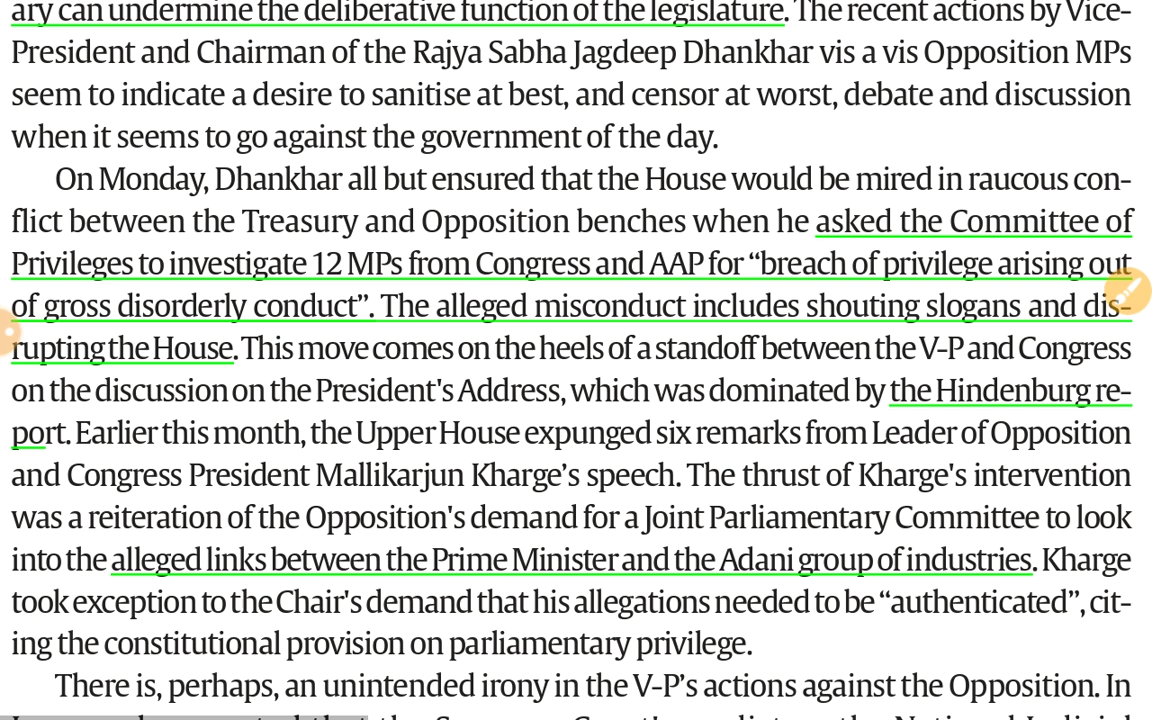 ary can undermine the deliberative function of the legislature. The recent actions by Vice-
President and Chairman of the Rajya Sabha Jagdeep Dhankhar vis a vis Opposition MPs
seem to indicate a desire to sanitise at best, and censor at worst, debate and discussion
when it seems to go against the government of the day.
On Monday, Dhankhar all but ensured that the House would be mired in raucous con-
flict between the Treasury and Opposition benches when he asked the Committee of
Privileges to investigate 12 MPs from Congress and AAP for “breach of privilege arising out
of gross disorderly conduct”. The alleged misconduct includes shouting slogans and dis-
rupting the House. This move comes on the heels of a standoff between the V-P and Congress
on the discussion on the President's Address, which was dominated by the Hindenburg re-
port. Earlier this month, the Upper House expunged six remarks from Leader of Opposition
and Congress President Mallikarjun Kharge’s speech. The thrust of Kharge's intervention
was a reiteration of the Opposition's demand for a Joint Parliamentary Committee to look
into the alleged links between the Prime Minister and the Adani group of industries. Kharge
took exception to the Chair's demand that his allegations needed to be “authenticated”, cit-
ing the constitutional provision on parliamentary privilege.
There is, perhaps, an unintended irony in the V-P’s actions against the Opposition. In